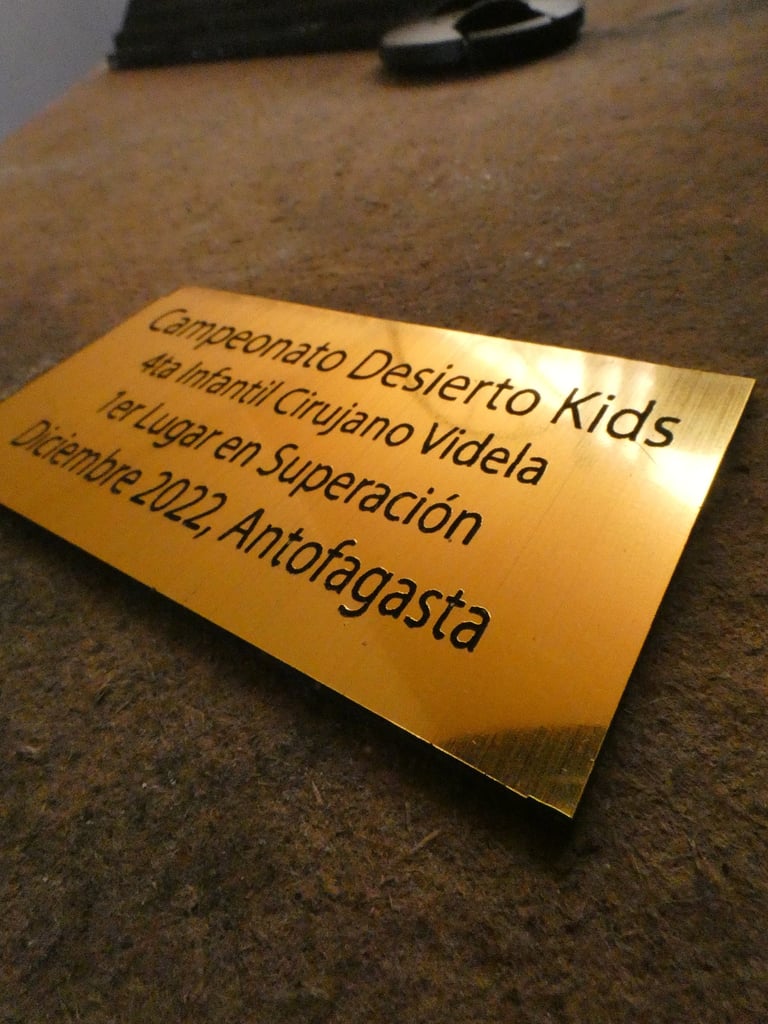 Campeonato Desierto Kids
4ta Infantil Cirujano Videla
1er Lugar en Superación
Diciembre 2022, Antofagasta